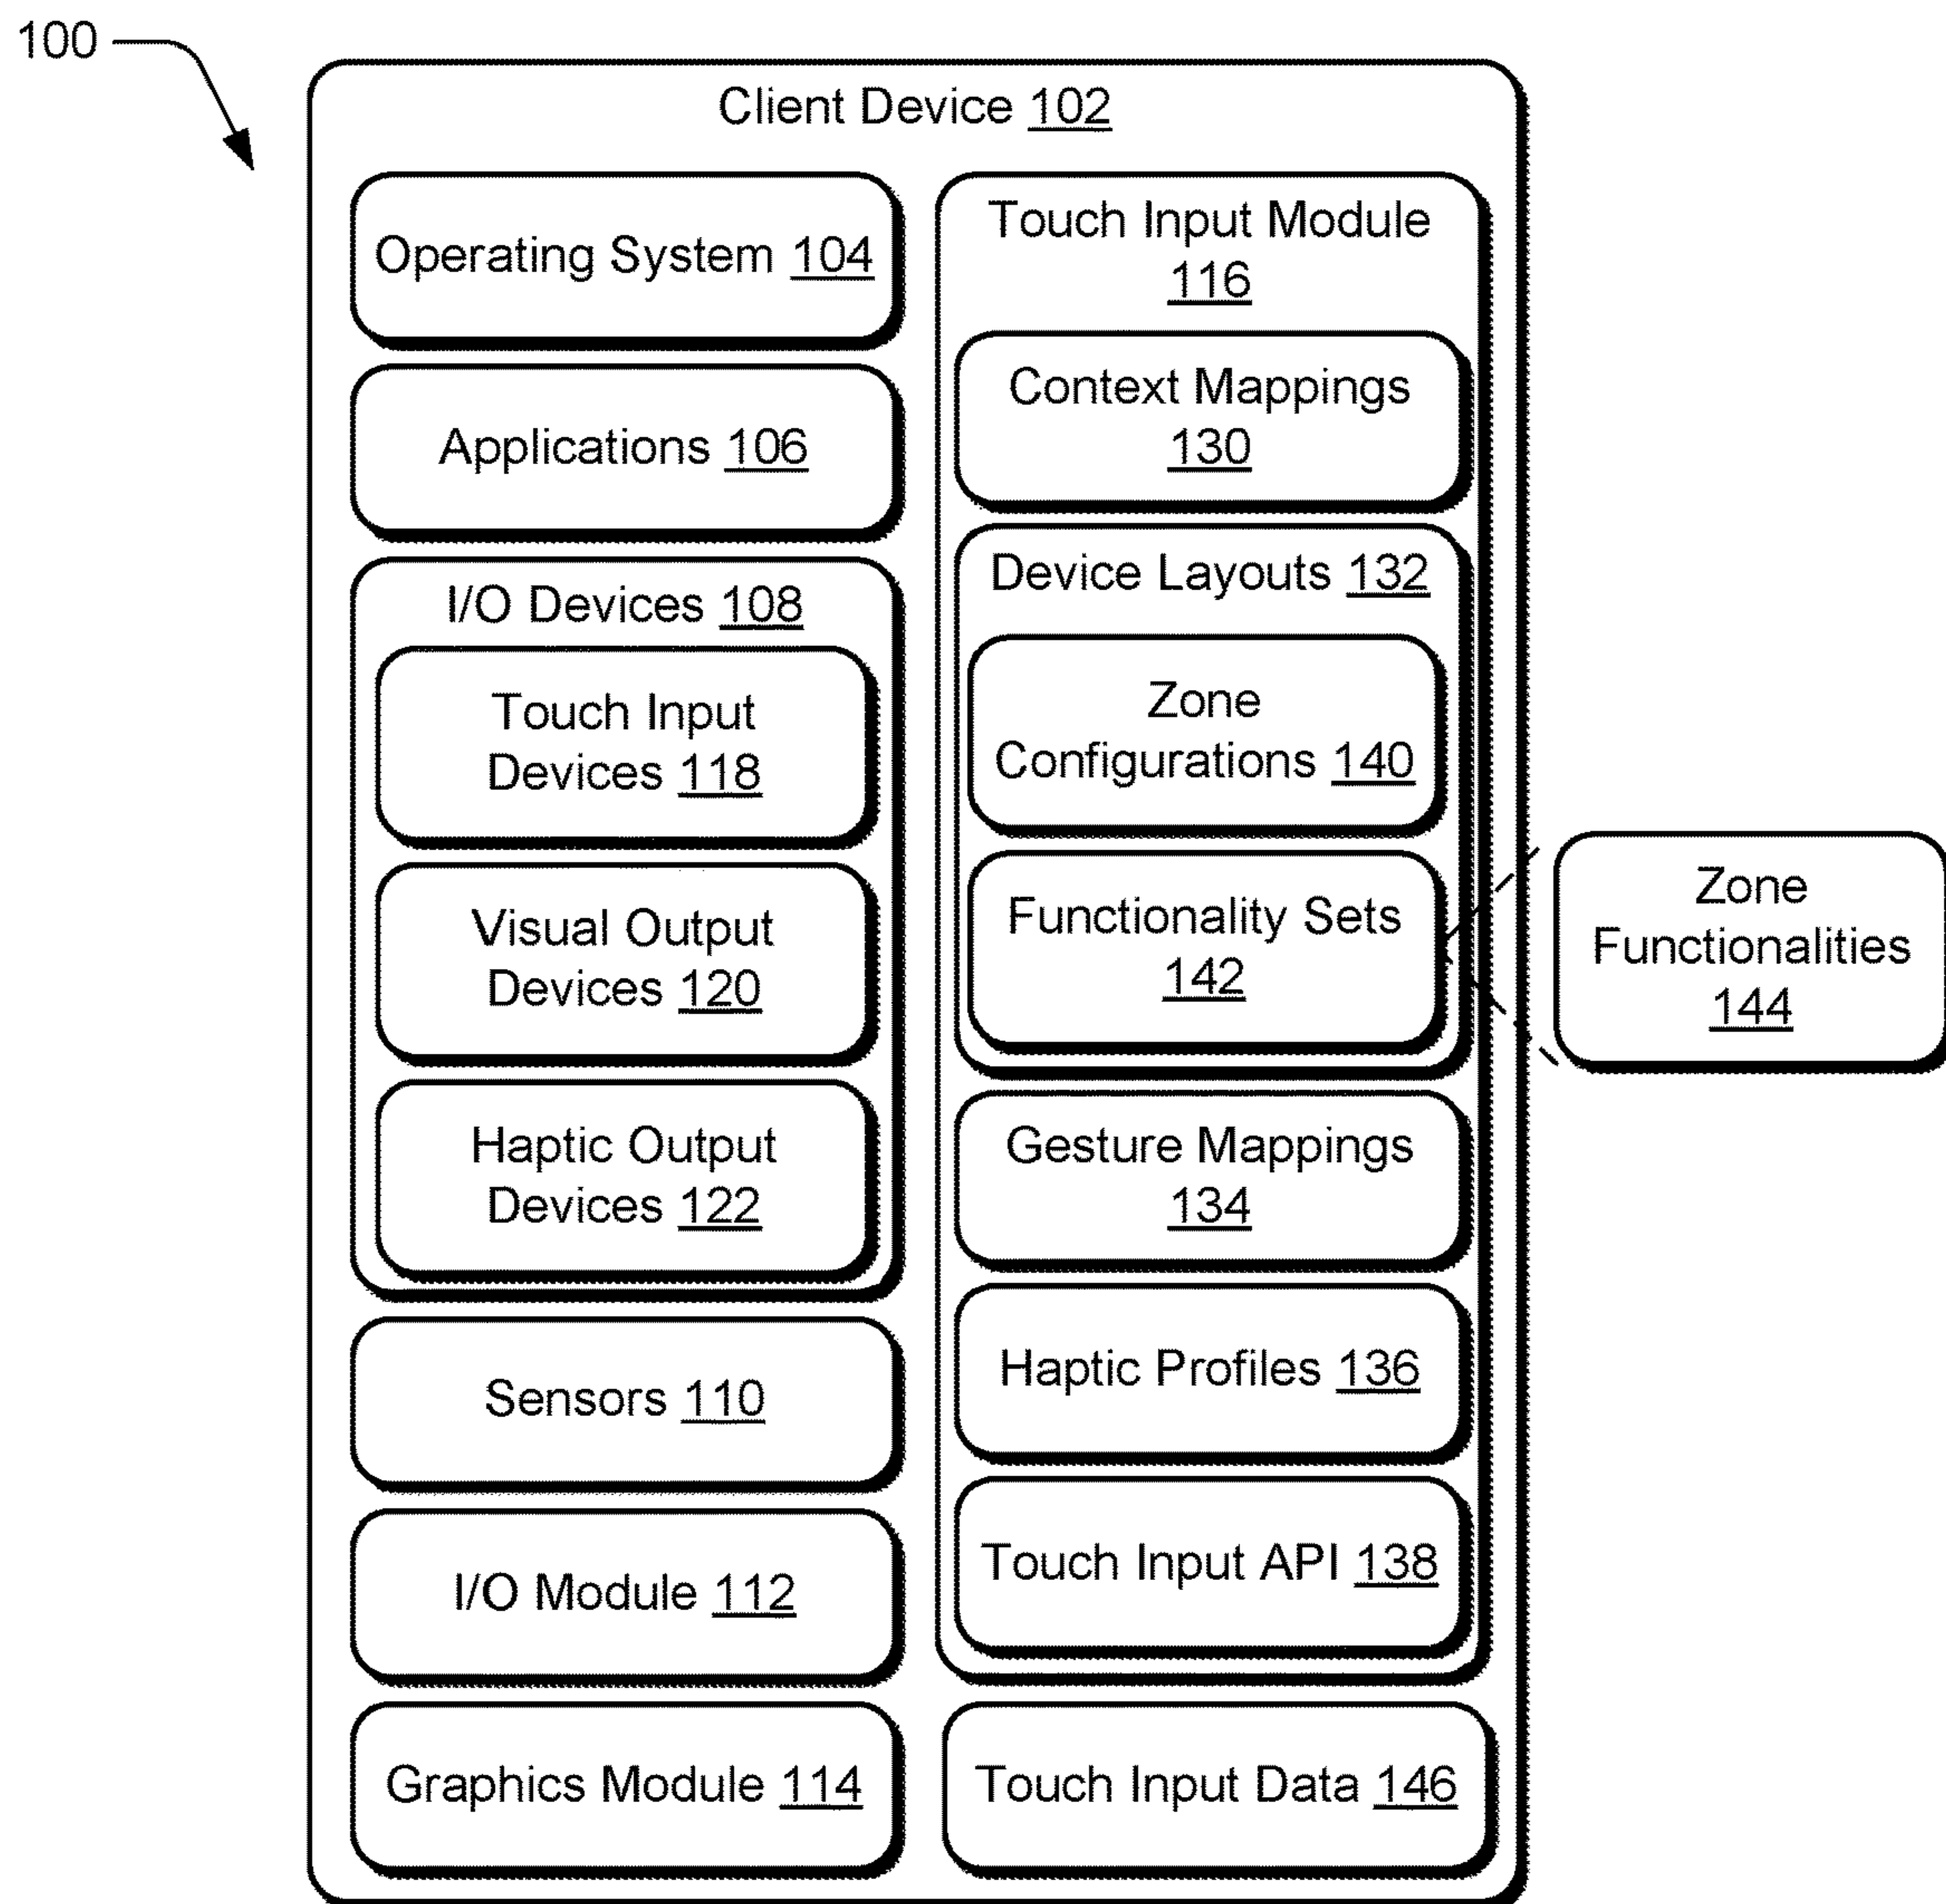 100
Client Device 102
Operating System 104
Applications 106
I/O Devices 108
Touch Input
Devices 118
Visual Output
Devices 120
Haptic Output
Devices 122
Sensors 110
I/O Module 112
Graphics Module 114
Touch Input Module
116
Context Mappings
130
Device Layouts 132
Zone
Configurations 140
Functionality Sets
142
Gesture Mappings
134
Haptic Profiles 136
Touch Input API 138
Touch Input Data 146
Zone
Functionalities
144